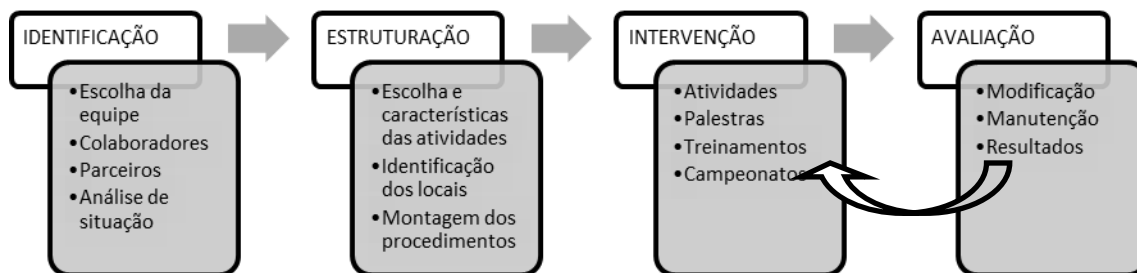 IDENTIFICAÇÃO
•Escolha da
equipe
•Colaboradores
•Parceiros
•Análise de
situação
ESTRUTURAÇÃO
•Escolha e
características
das atividades
•Identificação
dos locais
•Montagem dos
procedimentos
INTERVENÇÃO
•Atividades
•Palestras
•Treinamentos
•Campeonatos
AVALIAÇÃO
•Modificação
•Manutenção
•Resultados